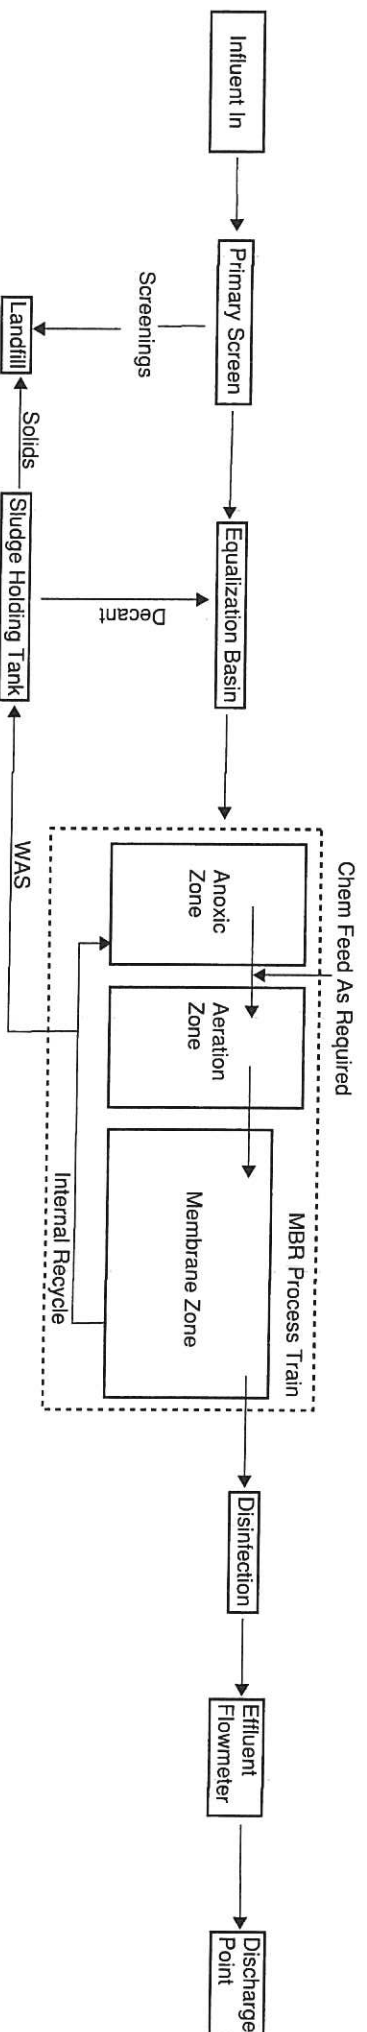 Influent In
Primary Screen
Screenings
Landfill
Solids
Sludge Holding Tank
Equalization Basin
Decant
WAS
Chem Feed As Required
MBR Process Train
Anoxic
Zone
Aeration
Zone
Membrane Zone
Internal Recycle
Disinfection
Effluent
Flowmeter
Discharge
Point